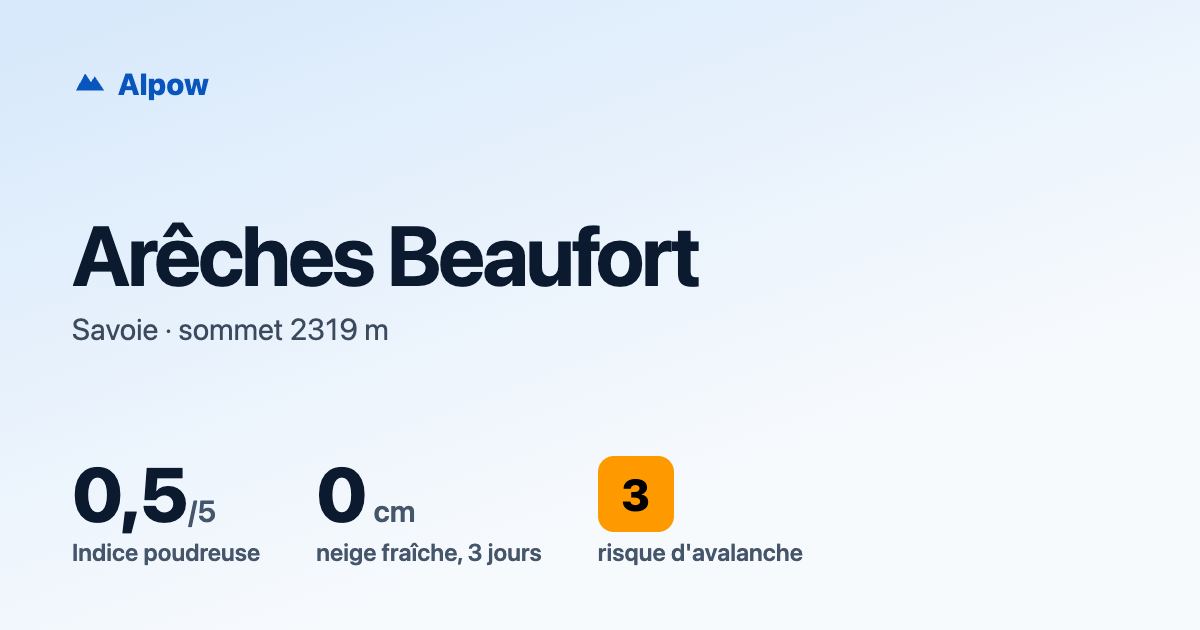 Alpow
Arêches Beaufort
Savoie · sommet 2319 m
0,5/5
Indice poudreuse
0 cm
neige fraîche, 3 jours
3
risque d'avalanche